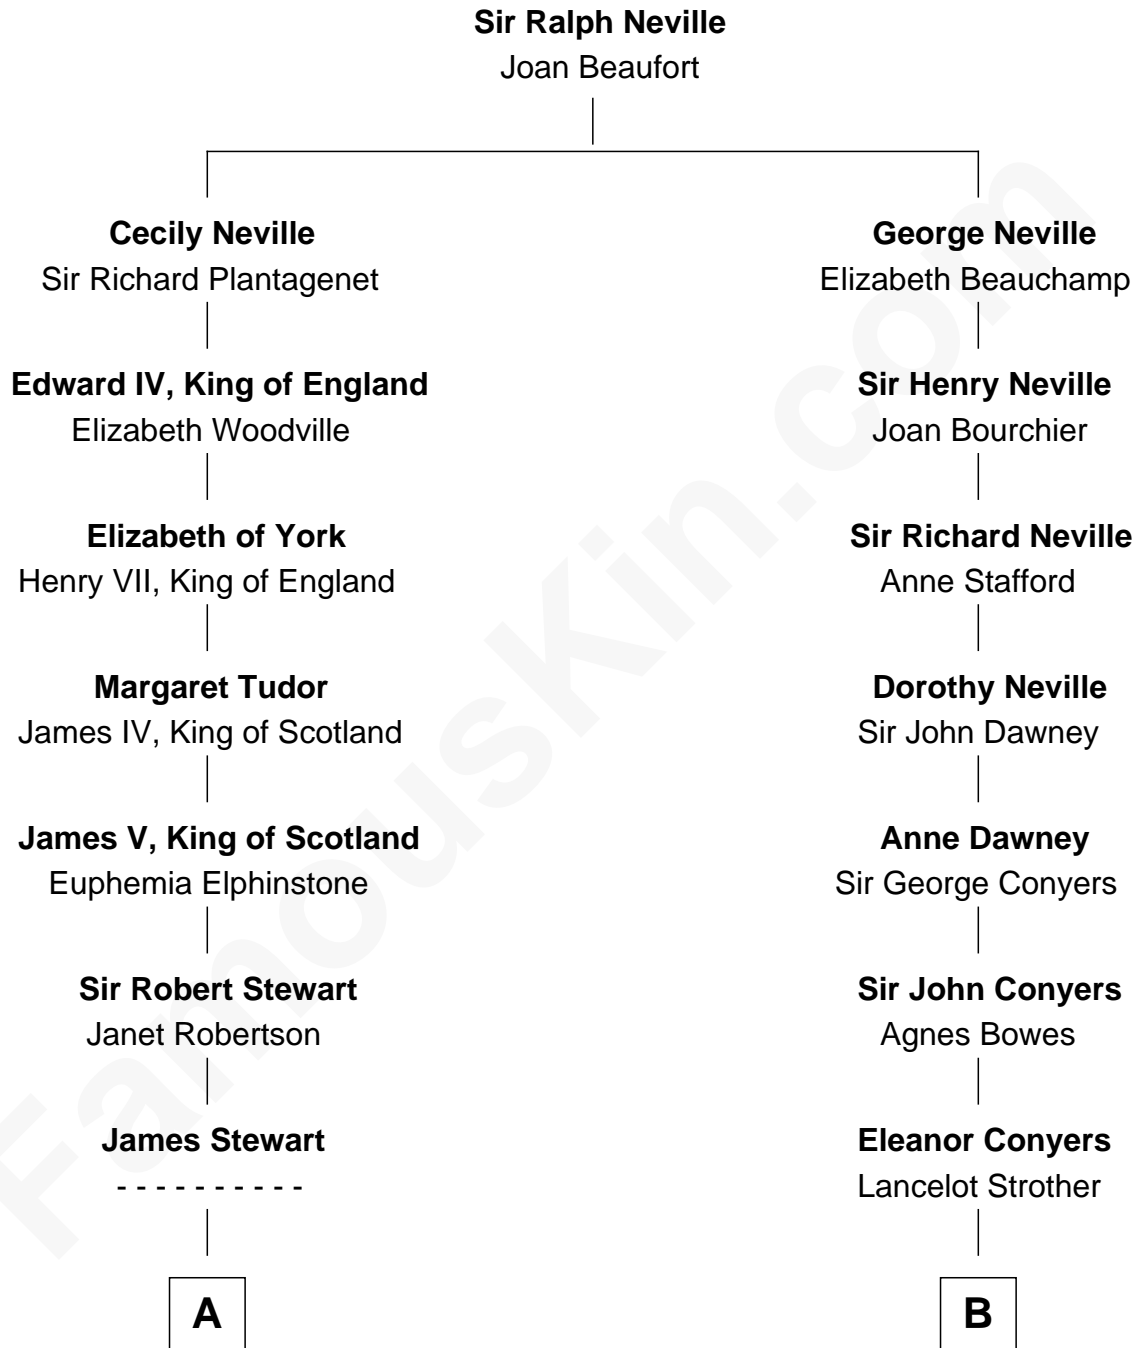 Sir Ralph Neville
Joan Beaufort
Cecily Neville
Sir Richard Plantagenet
George Neville
Elizabeth Beauchamp
Edward IV, King of England
Elizabeth Woodville
Sir Henry Neville
Joan Bourchier
Elizabeth of York
Henry VII, King of England
Sir Richard Neville
Anne Stafford
Margaret Tudor
James IV, King of Scotland
Dorothy Neville
Sir John Dawney
James V, King of Scotland
Euphemia Elphinstone
Anne Dawney
Sir George Conyers
Sir Robert Stewart
Janet Robertson
Sir John Conyers
Agnes Bowes
James Stewart
- - - - - - - - - -
Eleanor Conyers
Lancelot Strother
A
B
FamousKin.com